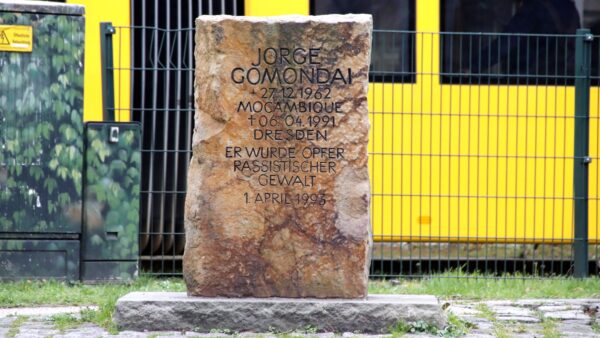 JORGE
GOMONDAI
+ 27.12.1962
MOÇAMBIQUE
† 06.04.1991
DRESDEN
ER WURDE OPFER
RASSISTISCHER
GEWALT
1. APRIL 1993